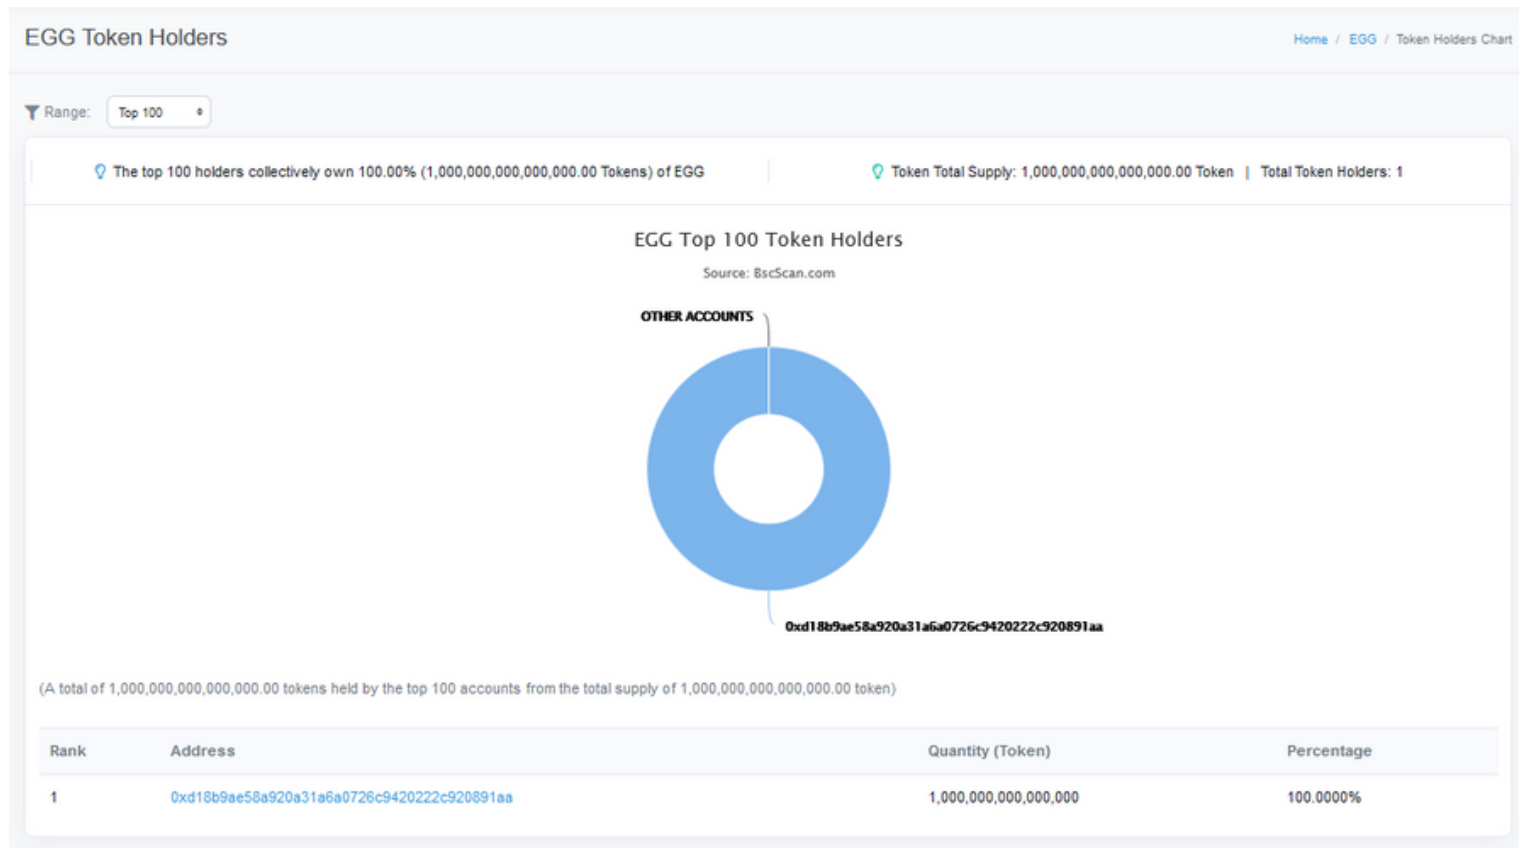 EGG Token Holders
Home / EGG / Token Holders Chart
Range: Top 100
The top 100 holders collectively own 100.00% (1,000,000,000,000,000.00 Tokens) of EGG
Token Total Supply: 1,000,000,000,000,000.00 Token | Total Token Holders: 1
EGG Top 100 Token Holders
Source: BscScan.com
OTHER ACCOUNTS
0xd18b9ae58a920a31a6a0726c9420222c920891aa
(A total of 1,000,000,000,000,000.00 tokens held by the top 100 accounts from the total supply of 1,000,000,000,000,000.00 token)
Rank Address Quantity (Token) Percentage
1 0xd18b9ae58a920a31a6a0726c9420222c920891aa 1,000,000,000,000,000 100.0000%